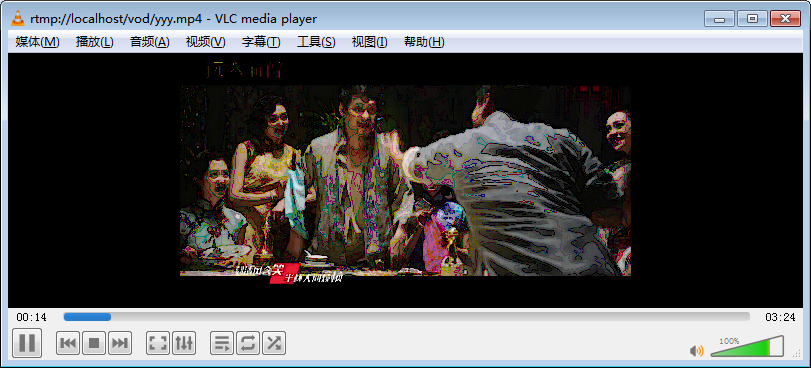 rtmp://localhost/vod/yyy.mp4 - VLC media player
媒体(M) 播放(L) 音频(A) 视频(V) 字幕(T) 工具(S) 视图(I) 帮助(H)
笑
00:14 03:24
100%